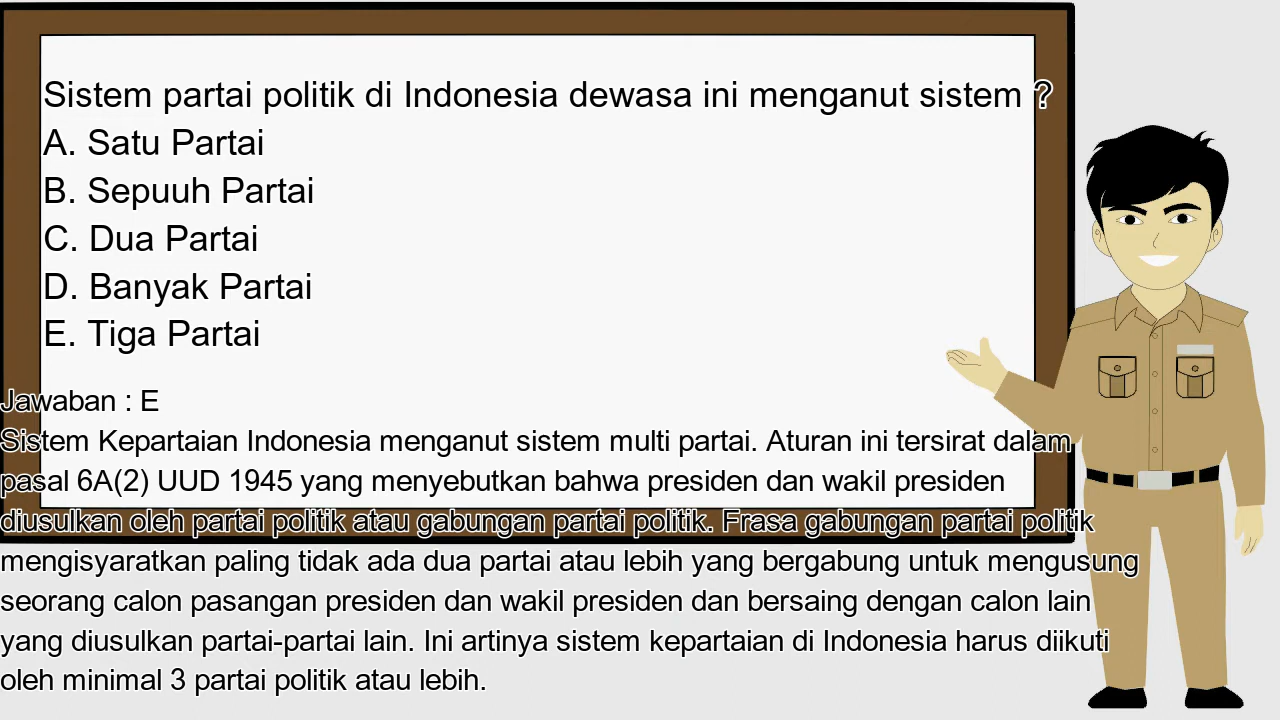 Sistem partai politik di Indonesia dewasa ini menganut sistem ?
A. Satu Partai
B. Sepuuh Partai
C. Dua Partai
D. Banyak Partai
E. Tiga Partai
Jawaban : E
Sistem Kepartaian Indonesia menganut sistem multi partai. Aturan ini tersirat dalam
pasal 6A(2) UUD 1945 yang menyebutkan bahwa presiden dan wakil presiden
diusulkan oleh partai politik atau gabungan partai politik. Frasa gabungan partai politik
mengisyaratkan paling tidak ada dua partai atau lebih yang bergabung untuk mengusung
seorang calon pasangan presiden dan wakil presiden dan bersaing dengan calon lain
yang diusulkan partai-partai lain. Ini artinya sistem kepartaian di Indonesia harus diikuti
oleh minimal 3 partai politik atau lebih.